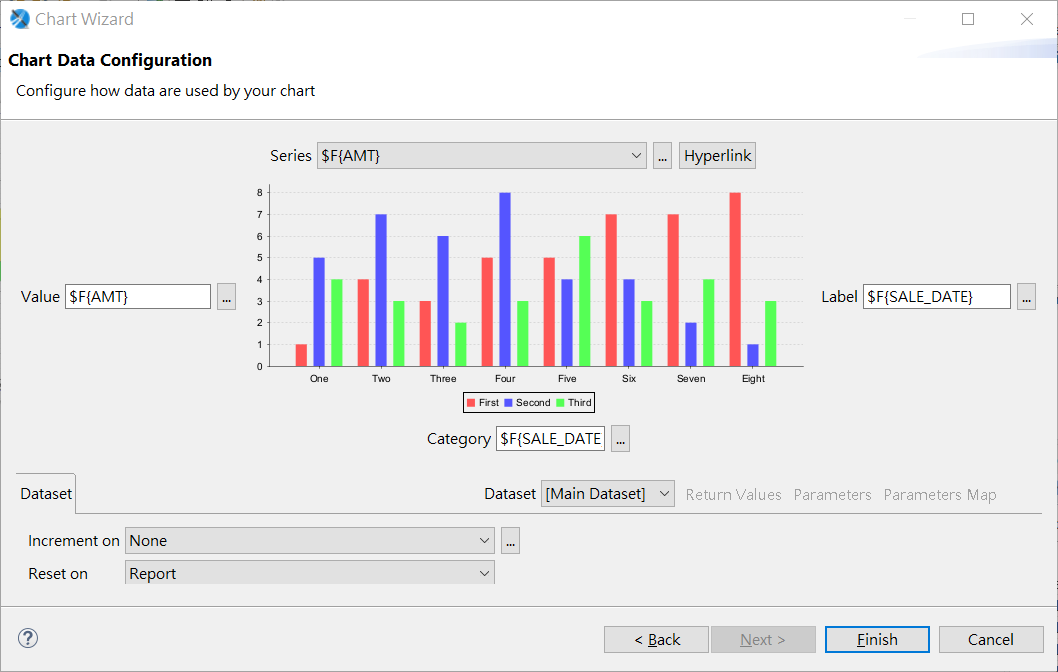 Chart Wizard
Chart Data Configuration
Configure how data are used by your chart
Series $F{AMT} ... Hyperlink
8
7
6
5
4
3
2
1
0
Value $F{AMT} ...
Label $F{SALE_DATE} ...
One Two Three Four Five Six Seven Eight
First Second Third
Category $F{SALE_DATE ...
Dataset Dataset [Main Dataset] Return Values Parameters Parameters Map
Increment on None ...
Reset on Report
? < Back Next > Finish Cancel